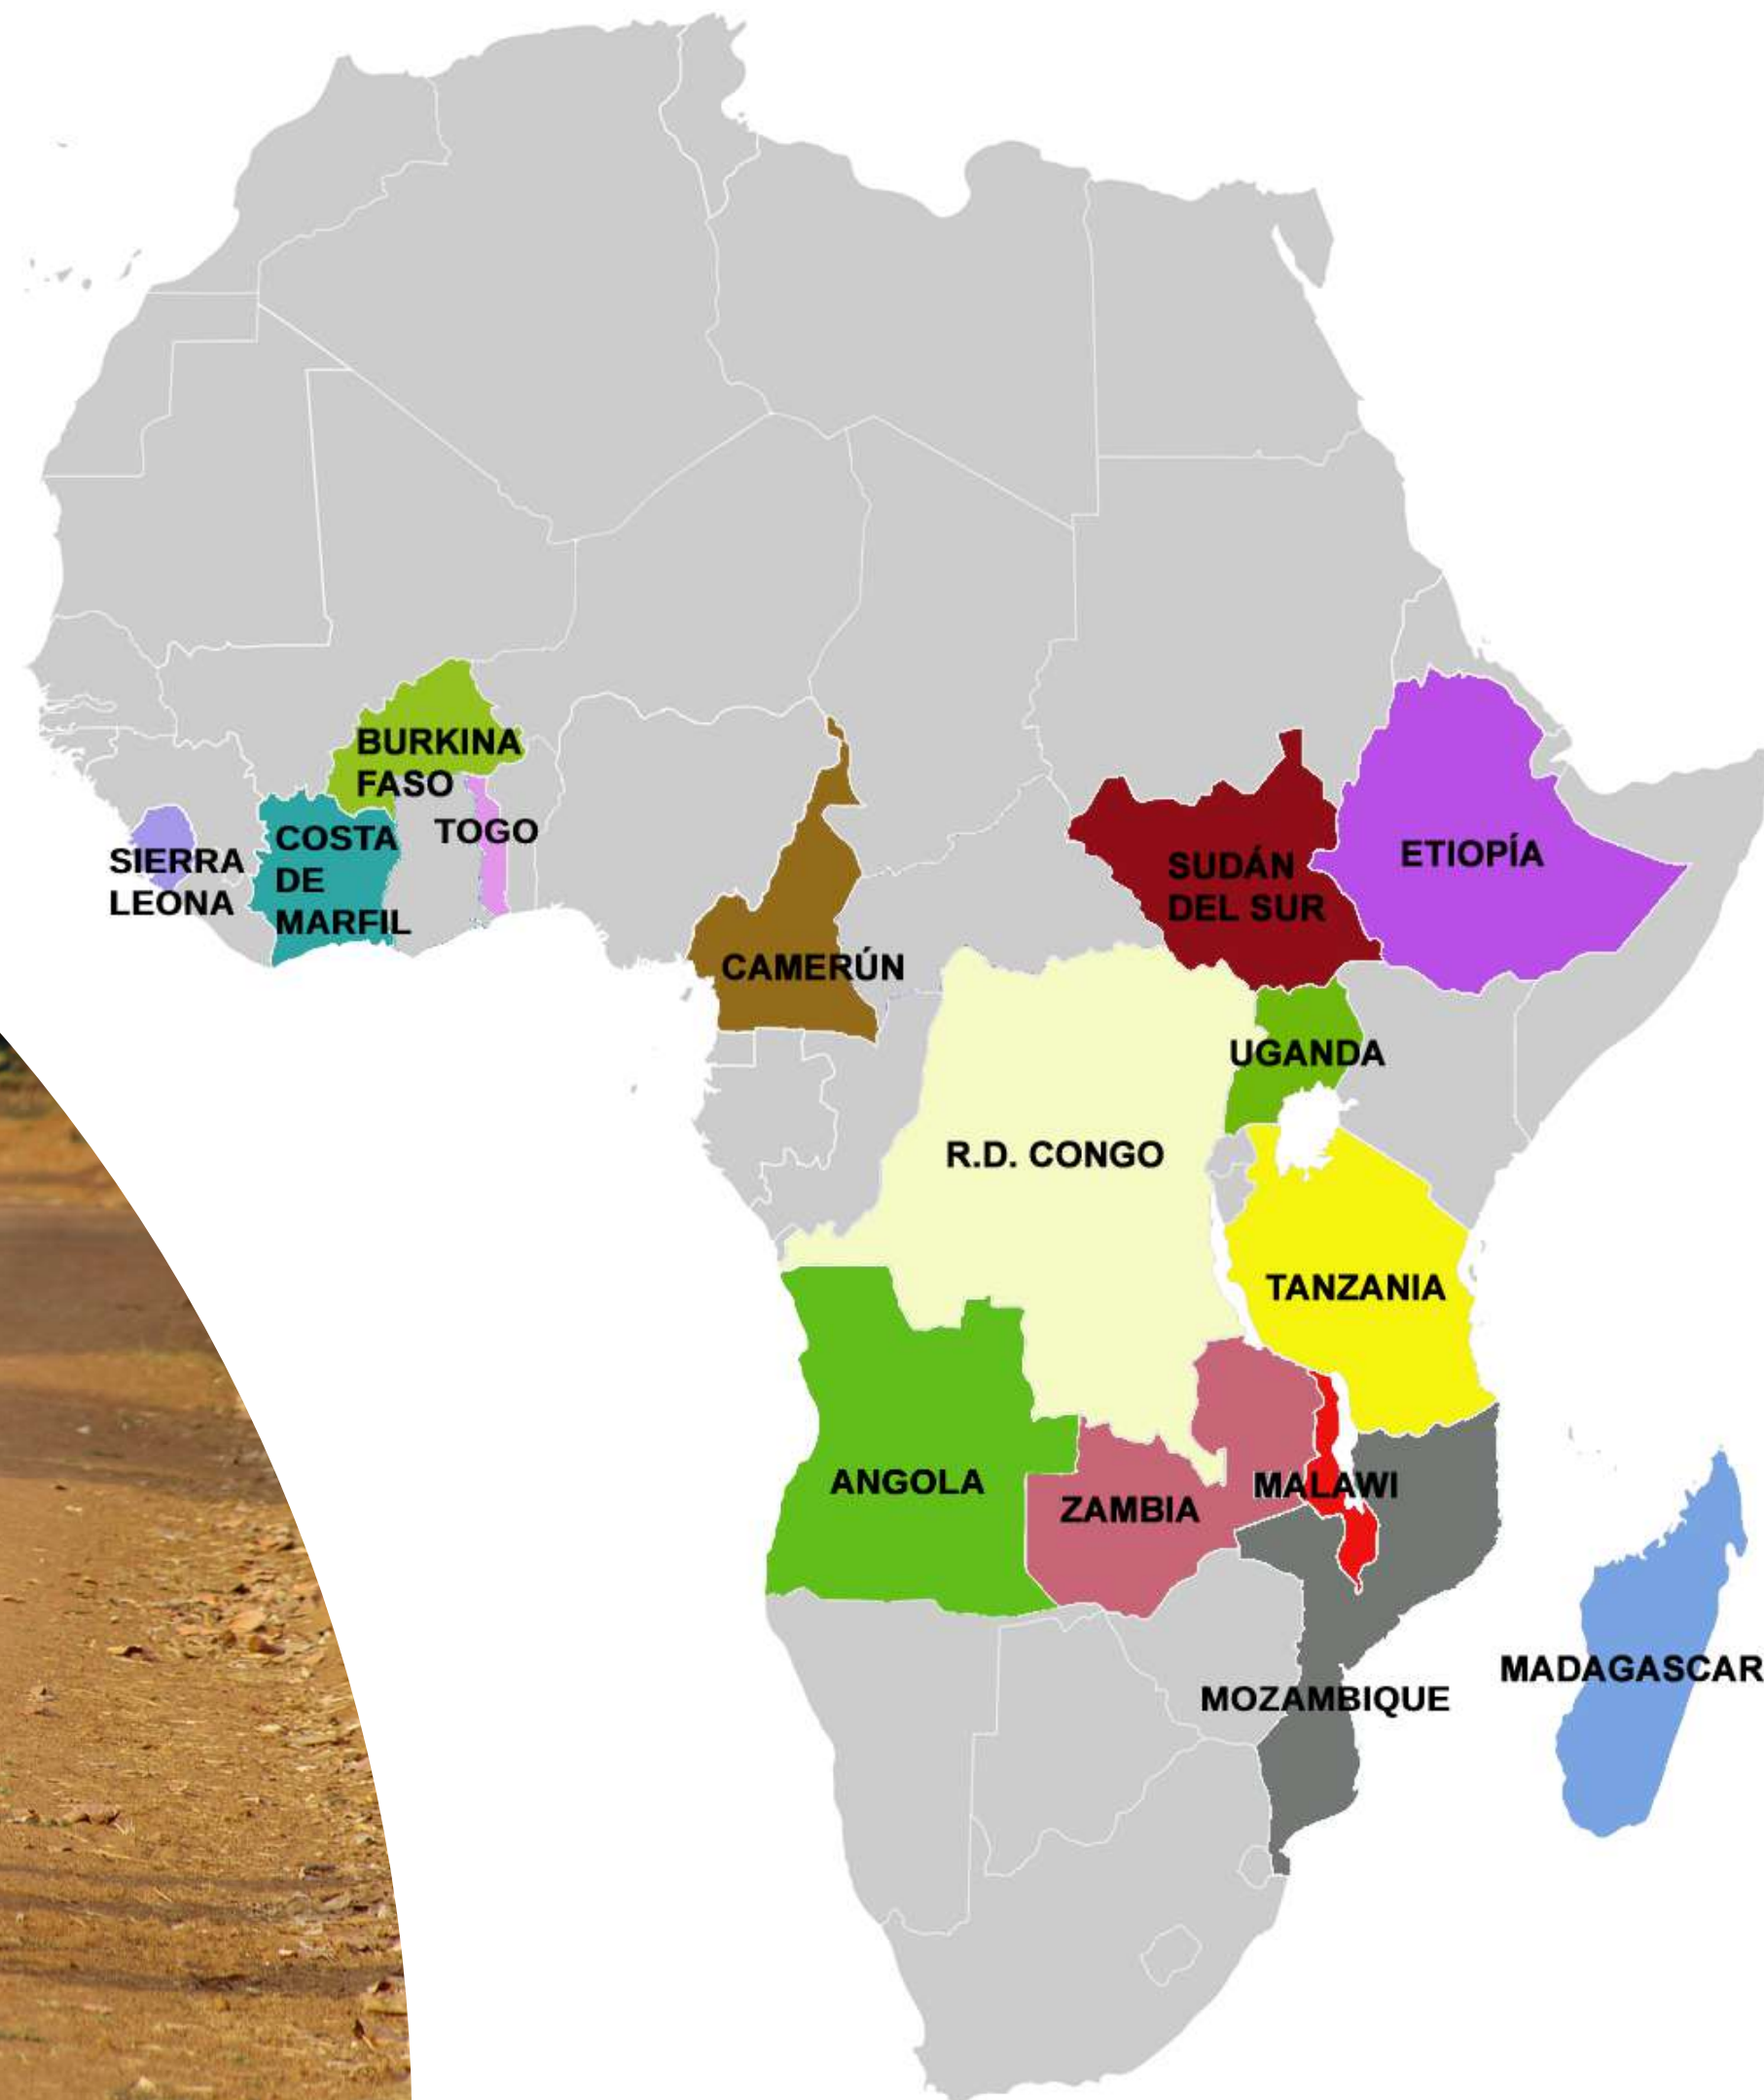 BURKINA
FASO
TOGO
COSTA
DE
MARFIL
SIERRA
LEONA
CAMERÚN
SUDÁN
DEL SUR
ETIOPÍA
UGANDA
R.D. CONGO
TANZANIA
ANGOLA
ZAMBIA
MALAWI
MOZAMBIQUE
MADAGASCAR